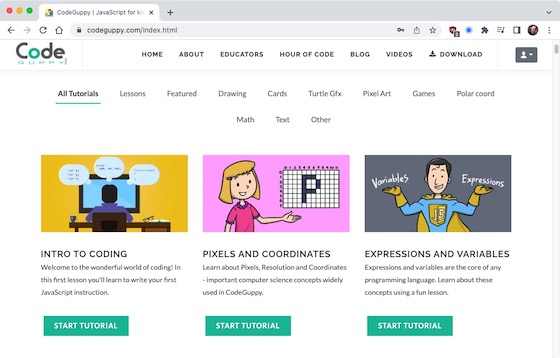 CodeGuppy | JavaScript for k
codeguppy.com/index.html
Code
GUPPY
HOME ABOUT EDUCATORS HOUR OF CODE BLOG VIDEOS DOWNLOAD
All Tutorials Lessons Featured Drawing Cards Turtle Gfx Pixel Art Games Polar coord
Math Text Other
P
Variables Expressions
INTRO TO CODING
Welcome to the wonderful world of coding! In
this first lesson you'll learn to write your first
JavaScript instruction.
START TUTORIAL
PIXELS AND COORDINATES
Learn about Pixels, Resolution and Coordinates
- important computer science concepts widely
used in CodeGuppy.
START TUTORIAL
EXPRESSIONS AND VARIABLES
Expressions and variables are the core of any
programming language. Learn about these
concepts using a fun lesson.
START TUTORIAL